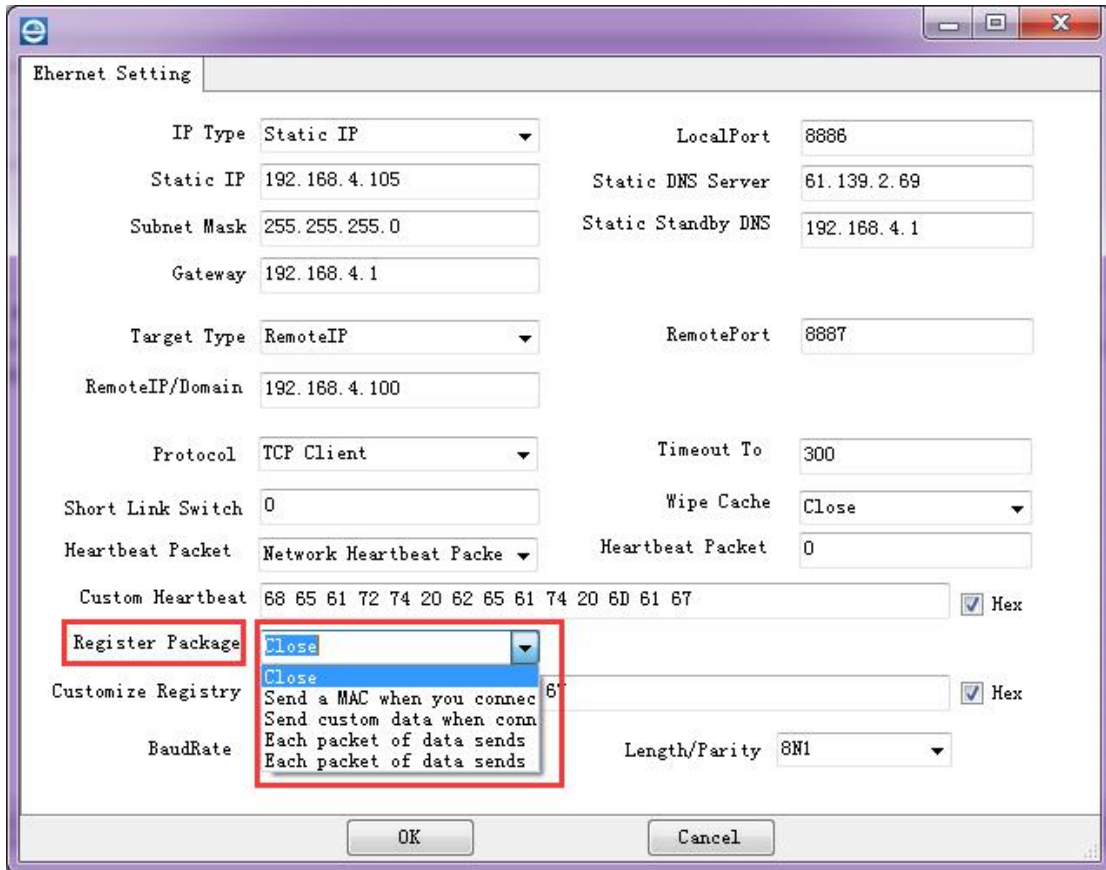 Ehernet Setting
IP Type Static IP LocalPort 8886
Static IP 192.168.4.105 Static DNS Server 61.139.2.69
Subnet Mask 255.255.255.0 Static Standby DNS 192.168.4.1
Gateway 192.168.4.1
Target Type RemoteIP RemotePort 8887
RemoteIP/Domain 192.168.4.100
Protocol TCP Client Timeout To 300
Short Link Switch 0 Wipe Cache Close
Heartbeat Packet Network Heartbeat Packe Heartbeat Packet 0
Custom Heartbeat 68 65 61 72 74 20 62 65 61 74 20 6D 61 67 Hex
Register Package Close
Close
Customize Registry Send a MAC when you connec 67 Hex
Send custom data when conn
BaudRate Each packet of data sends Length/Parity 8N1
Each packet of data sends
OK Cancel